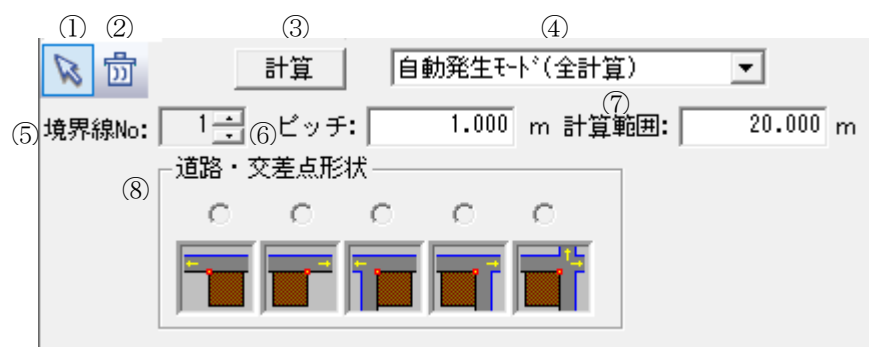 ① ② ③ ④
計算 自動発生ﾓｰﾄﾞ(全計算)
⑦
⑤ 境界線No: 1 ⑥ ピッチ: 1.000 m 計算範囲: 20.000 m
道路・交差点形状
⑧